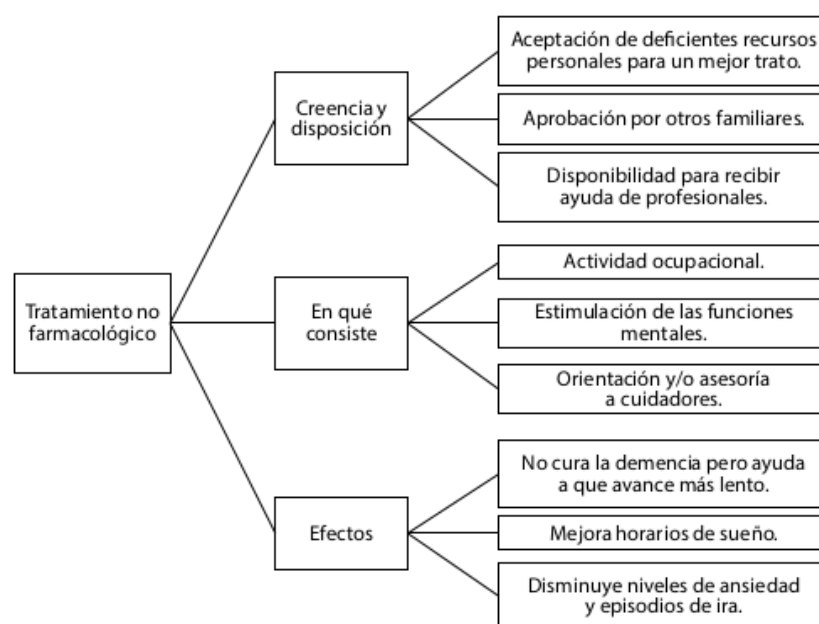 Tratamiento no
farmacológico
Creencia y
disposición
Aceptación de deficientes recursos
personales para un mejor trato.
Aprobación por otros familiares.
Disponibilidad para recibir
ayuda de profesionales.
En qué
consiste
Actividad ocupacional.
Estimulación de las funciones
mentales.
Orientación y/o asesoría
a cuidadores.
Efectos
No cura la demencia pero ayuda
a que avance más lento.
Mejora horarios de sueño.
Disminuye niveles de ansiedad
y episodios de ira.